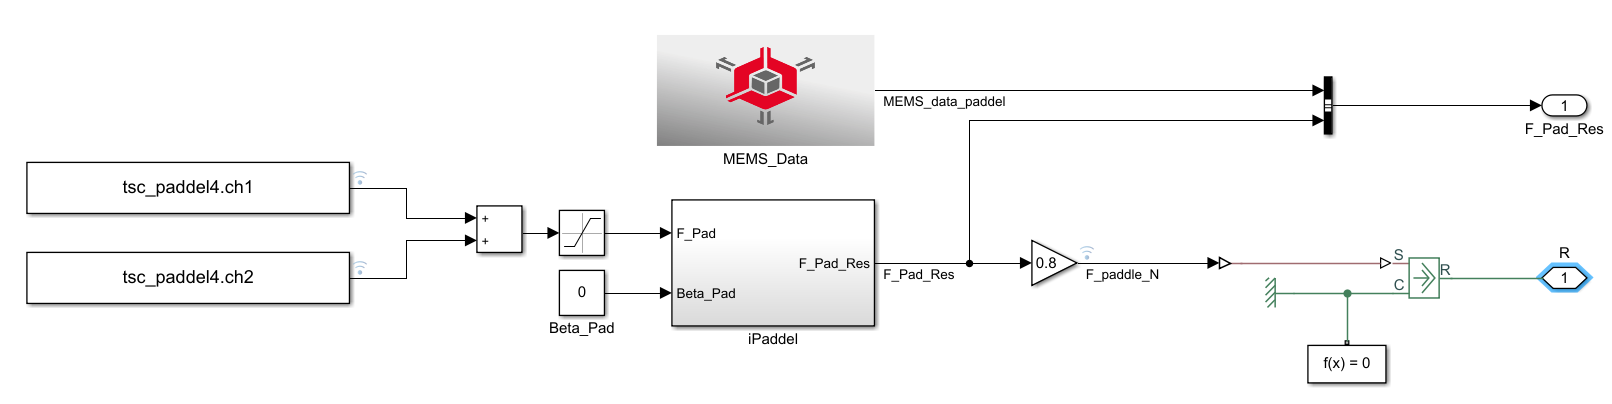 MEMS_data_paddel
MEMS_Data
1
F_Pad_Res
tsc_paddel4.ch1
tsc_paddel4.ch2
+
+
F_Pad
F_Pad_Res
Beta_Pad
iPaddel
0
Beta_Pad
F_Pad_Res
0.8
F_paddle_N
S
C
R
R
1
f(x) = 0